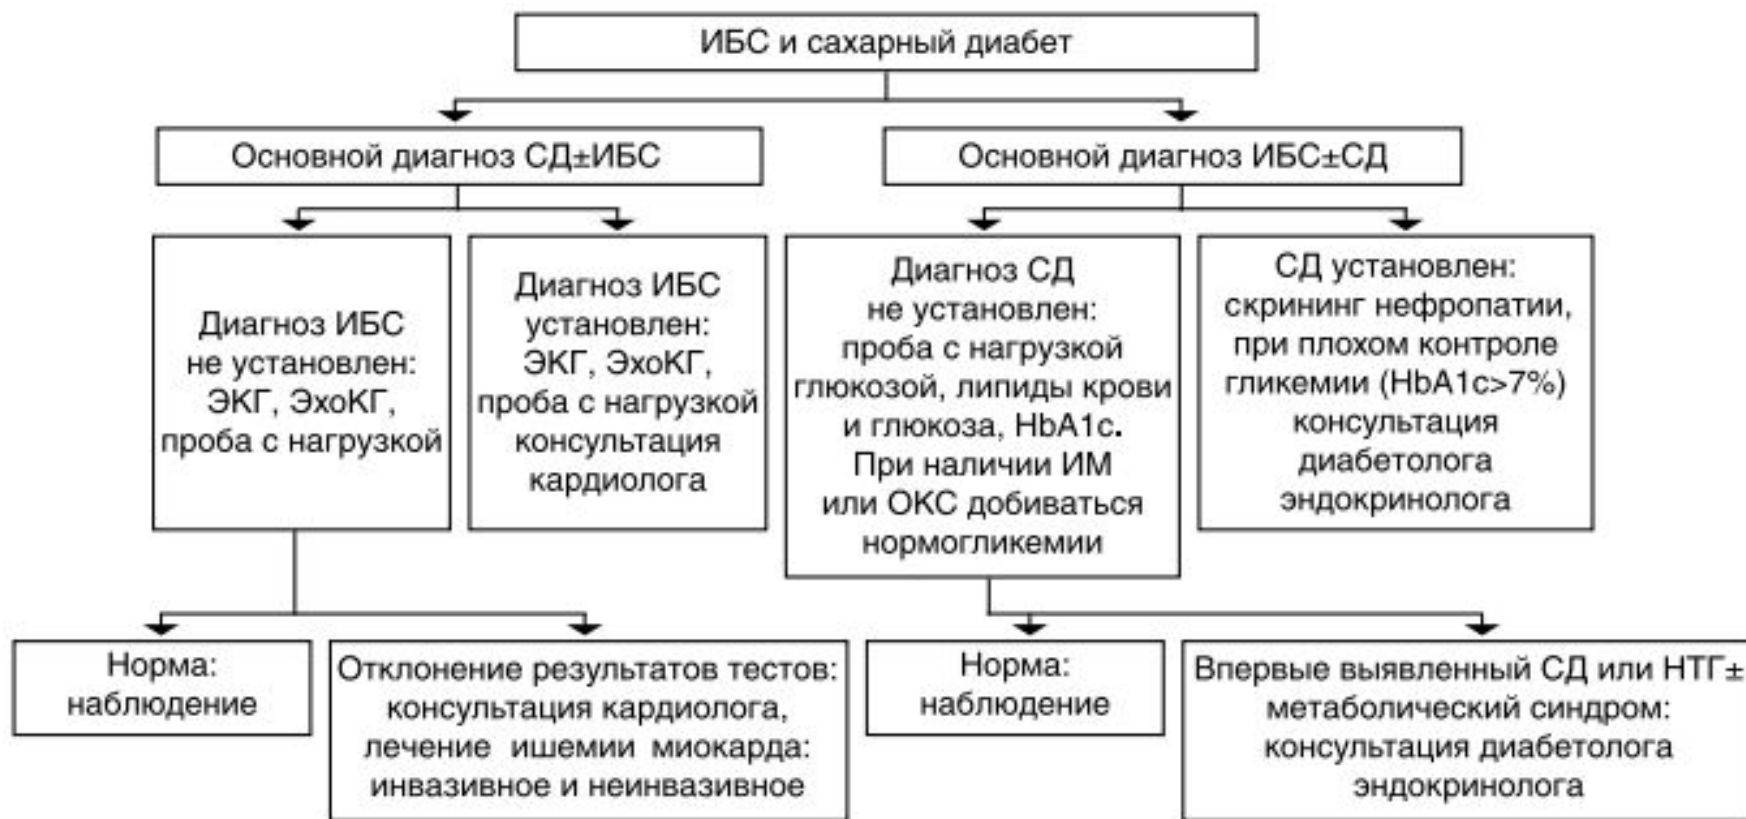 ИБС и сахарный диабет
Основной диагноз СД±ИБС
Основной диагноз ИБС±СД
Диагноз ИБС
не установлен:
ЭКГ, ЭхоКГ,
проба с нагрузкой
Диагноз ИБС
установлен:
ЭКГ, ЭхоКГ,
проба с нагрузкой
консультация
кардиолога
Диагноз СД
не установлен:
проба с нагрузкой
глюкозой, липиды крови
и глюкоза, HbA1c.
При наличии ИМ
или ОКС добиваться
нормогликемии
СД установлен:
скрининг нефропатии,
при плохом контроле
гликемии (HbA1c>7%)
консультация
диабетолога
эндокринолога
Норма:
наблюдение
Отклонение результатов тестов:
консультация кардиолога,
лечение ишемии миокарда:
инвазивное и неинвазивное
Норма:
наблюдение
Впервые выявленный СД или НТГ±
метаболический синдром:
консультация диабетолога
эндокринолога